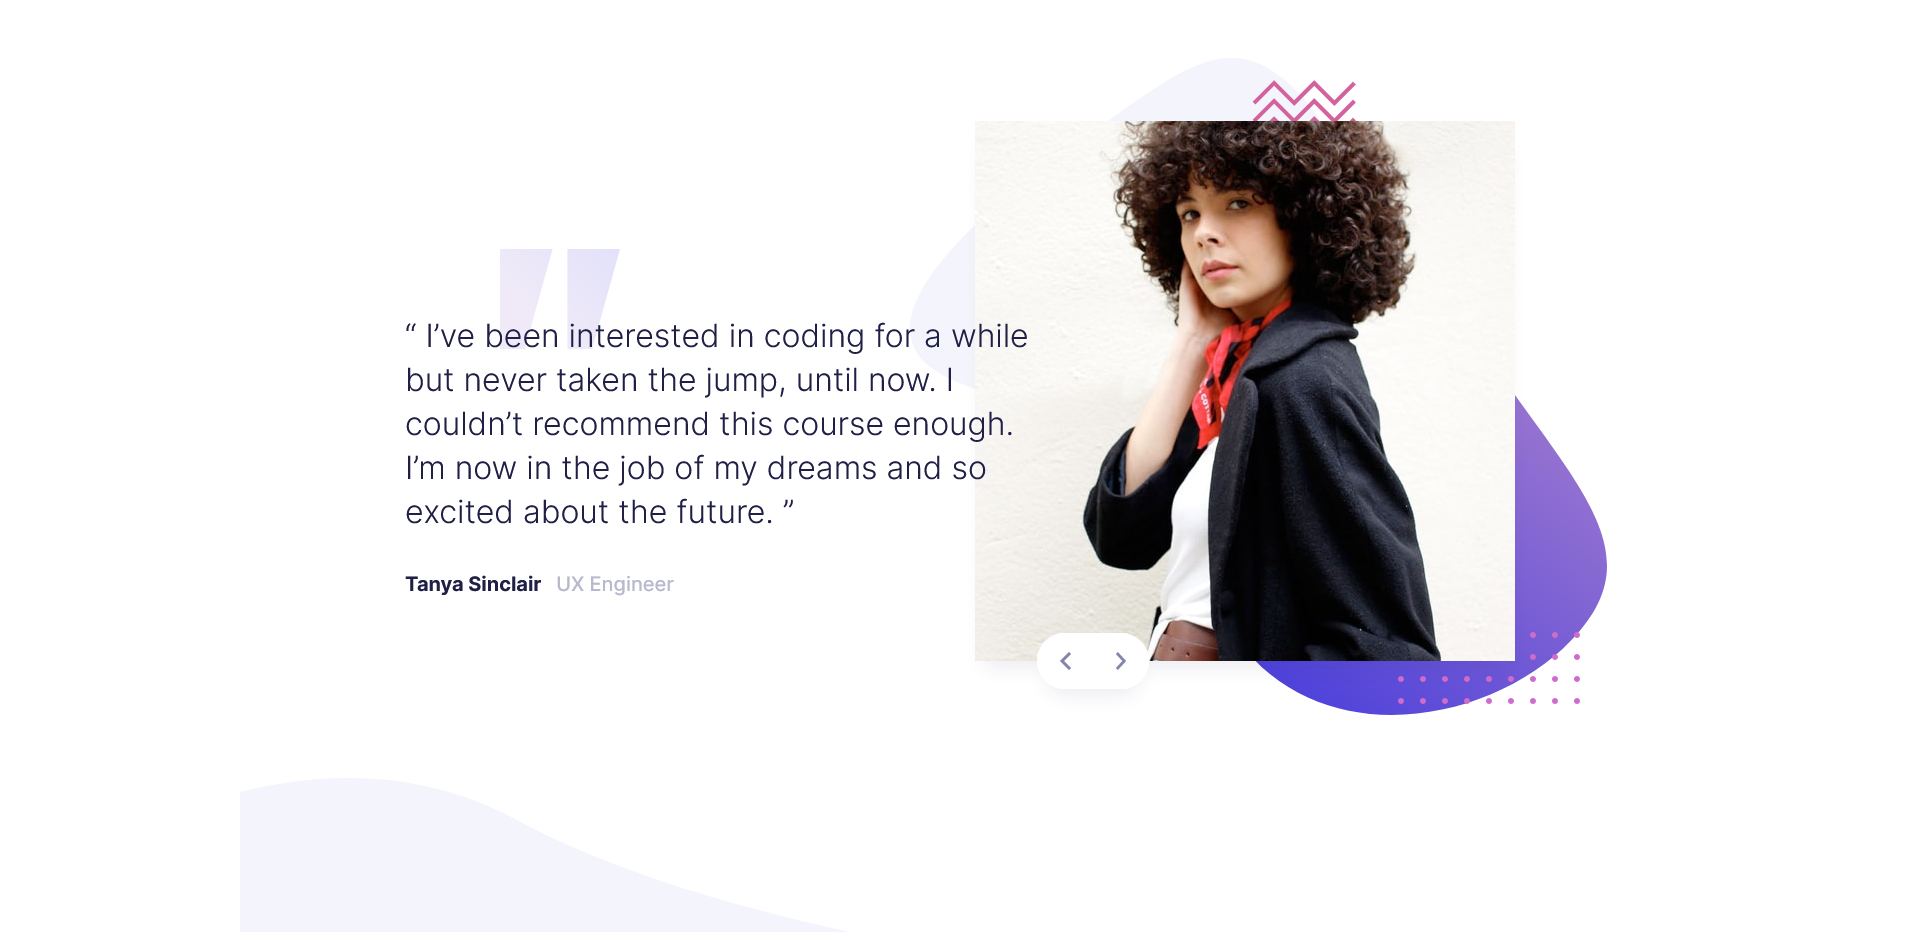 “ I’ve been interested in coding for a while
but never taken the jump, until now. I
couldn’t recommend this course enough.
I’m now in the job of my dreams and so
excited about the future. ”
Tanya Sinclair UX Engineer